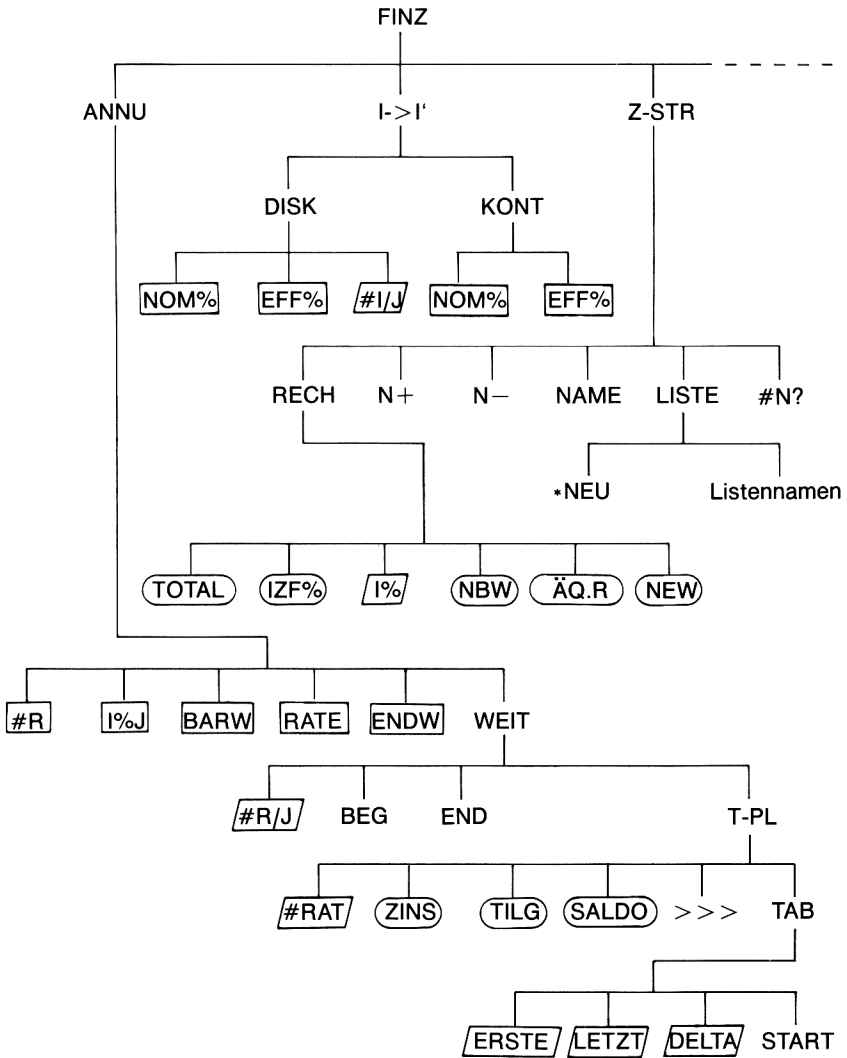 FINZ
ANNU I->I‘ Z-STR
DISK KONT
NOM% EFF% #I/J NOM% EFF%
RECH N+ N− NAME LISTE #N?
*NEU Listennamen
TOTAL IZF% I% NBW ÄQ.R NEW
#R I%J BARW RATE ENDW WEIT
#R/J BEG END T-PL
#RAT ZINS TILG SALDO >>> TAB
ERSTE LETZT DELTA START